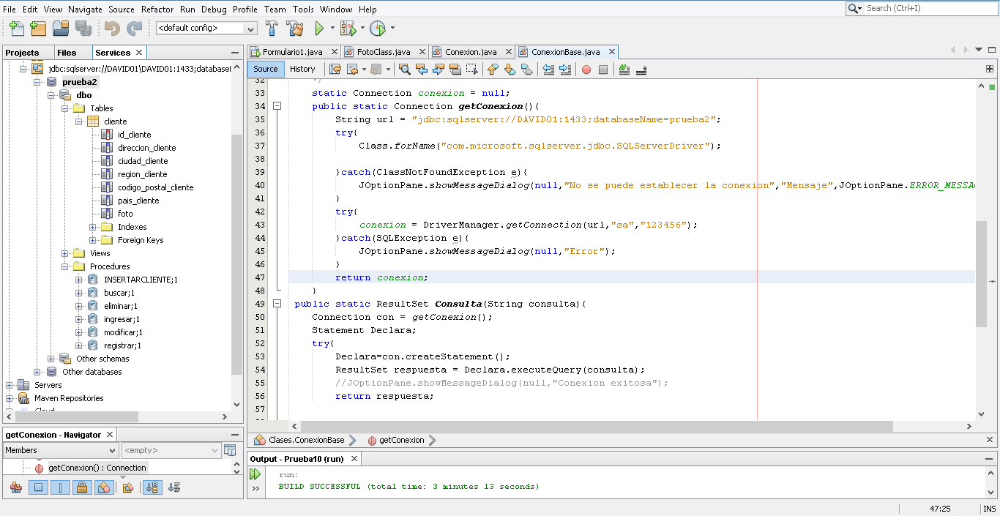 File Edit View Navigate Source Refactor Run Debug Profile Team Tools Window Help
Search (Ctrl+I)
<default config>
Projects Files Services
jdbc:sqlserver://DAVID01\DAVID01:1433;databasel
prueba2
dbo
Tables
cliente
id_cliente
direccion_cliente
ciudad_cliente
region_cliente
codigo_postal_cliente
pais_cliente
foto
Indexes
Foreign Keys
Views
Procedures
INSERTARCLIENTE;1
buscar;1
eliminar;1
ingresar;1
modificar;1
registrar;1
Other schemas
Other databases
Servers
Maven Repositories
Cloud
getConexion - Navigator
Members <empty>
getConexion() : Connection
Formulario1.java FotoClass.java Conexion.java ConexionBase.java
Source History
32 */
33 static Connection conexion = null;
34 public static Connection getConexion(){
35 String url = "jdbc:sqlserver://DAVID01:1433;databaseName=prueba2";
36 try{
37 Class.forName("com.microsoft.sqlserver.jdbc.SQLServerDriver");
38
39 }catch(ClassNotFoundException e){
40 JOptionPane.showMessageDialog(null,"No se puede establecer la conexion","Mensaje",JOptionPane.ERROR_MESSA
41 }
42 try{
43 conexion = DriverManager.getConnection(url,"sa","123456");
44 }catch(SQLException e){
45 JOptionPane.showMessageDialog(null,"Error");
46 }
47 return conexion;
48 }
49 public static ResultSet Consulta(String consulta){
50 Connection con = getConexion();
51 Statement Declara;
52 try{
53 Declara=con.createStatement();
54 ResultSet respuesta = Declara.executeQuery(consulta);
55 //JOptionPane.showMessageDialog(null,"Conexion exitosa");
56 return respuesta;
57
Clases.ConexionBase getConexion
Output - Prueba10 (run)
run:
BUILD SUCCESSFUL (total time: 3 minutes 13 seconds)
47:25 INS